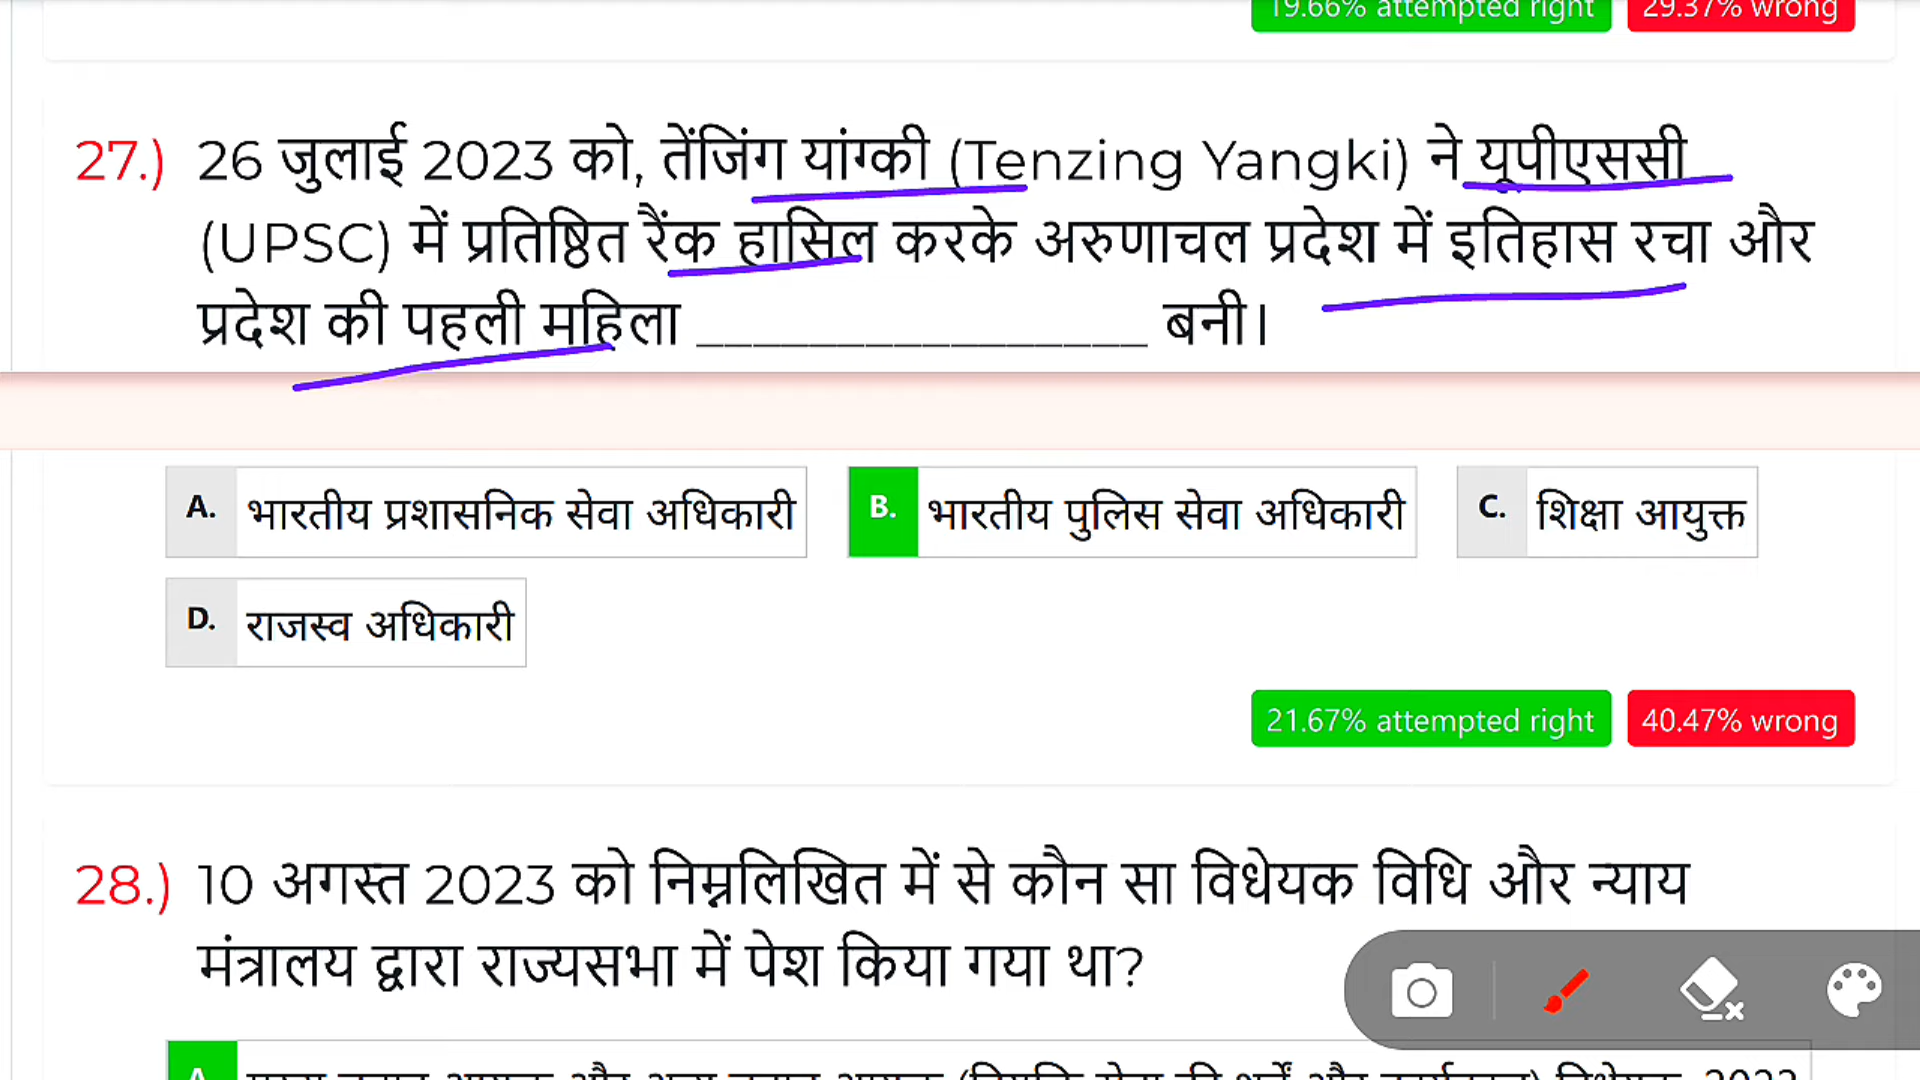 19.66% attempted right 29.37% wrong
27.) 26 जुलाई 2023 को, तेंजिंग यांग्की (Tenzing Yangki) ने यूपीएससी
(UPSC) में प्रतिष्ठित रैंक हासिल करके अरुणाचल प्रदेश में इतिहास रचा और
प्रदेश की पहली महिला ________________ बनी।
A. भारतीय प्रशासनिक सेवा अधिकारी B. भारतीय पुलिस सेवा अधिकारी C. शिक्षा आयुक्त
D. राजस्व अधिकारी
21.67% attempted right 40.47% wrong
28.) 10 अगस्त 2023 को निम्नलिखित में से कौन सा विधेयक विधि और न्याय
मंत्रालय द्वारा राज्यसभा में पेश किया गया था?
A.